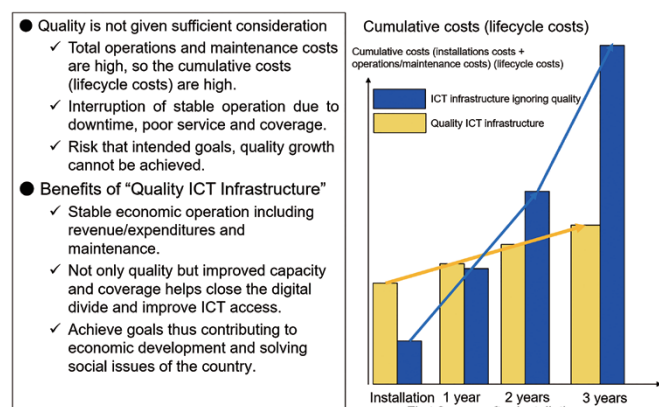 ● Quality is not given sufficient consideration
✓ Total operations and maintenance costs
are high, so the cumulative costs
(lifecycle costs) are high.
✓ Interruption of stable operation due to
downtime, poor service and coverage.
✓ Risk that intended goals, quality growth
cannot be achieved.
● Benefits of “Quality ICT Infrastructure”
✓ Stable economic operation including
revenue/expenditures and
maintenance.
✓ Not only quality but improved capacity
and coverage helps close the digital
divide and improve ICT access.
✓ Achieve goals thus contributing to
economic development and solving
social issues of the country.
Cumulative costs (lifecycle costs)
Cumulative costs (installations costs +
operations/maintenance costs) (lifecycle costs)
ICT infrastructure ignoring quality
Quality ICT infrastructure
Installation 1 year 2 years 3 years